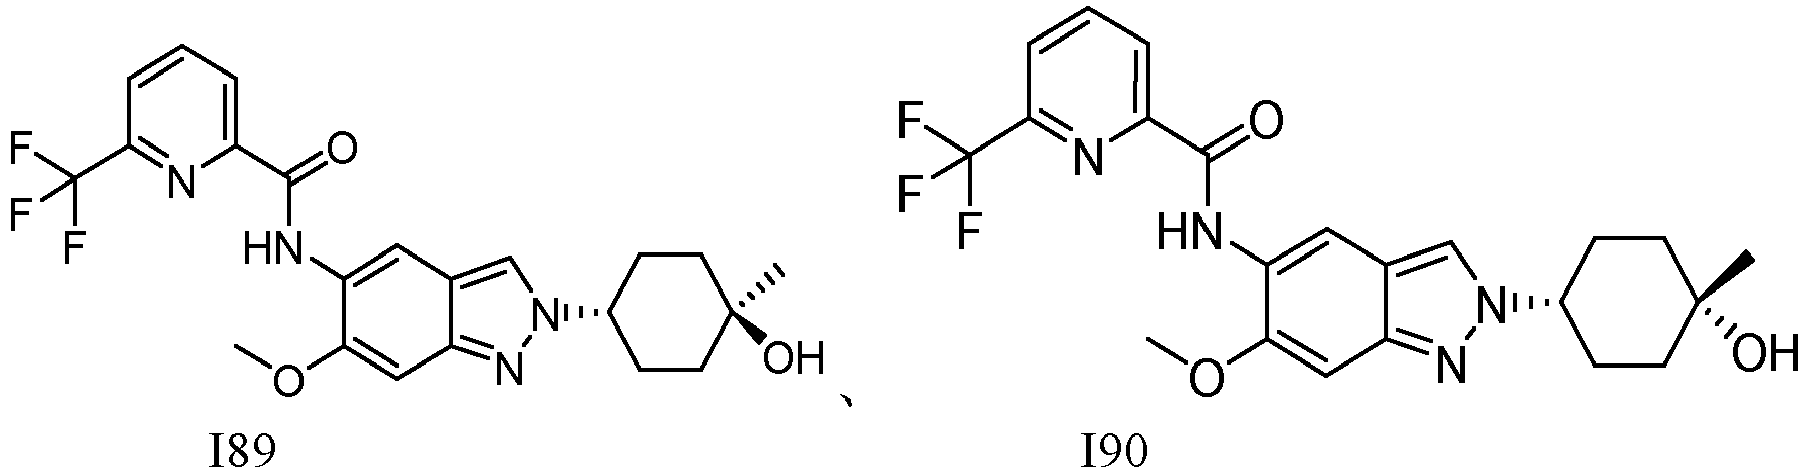 F F F N O HN O N N OH
F F F N O HN O N N OH
、
I89
I90